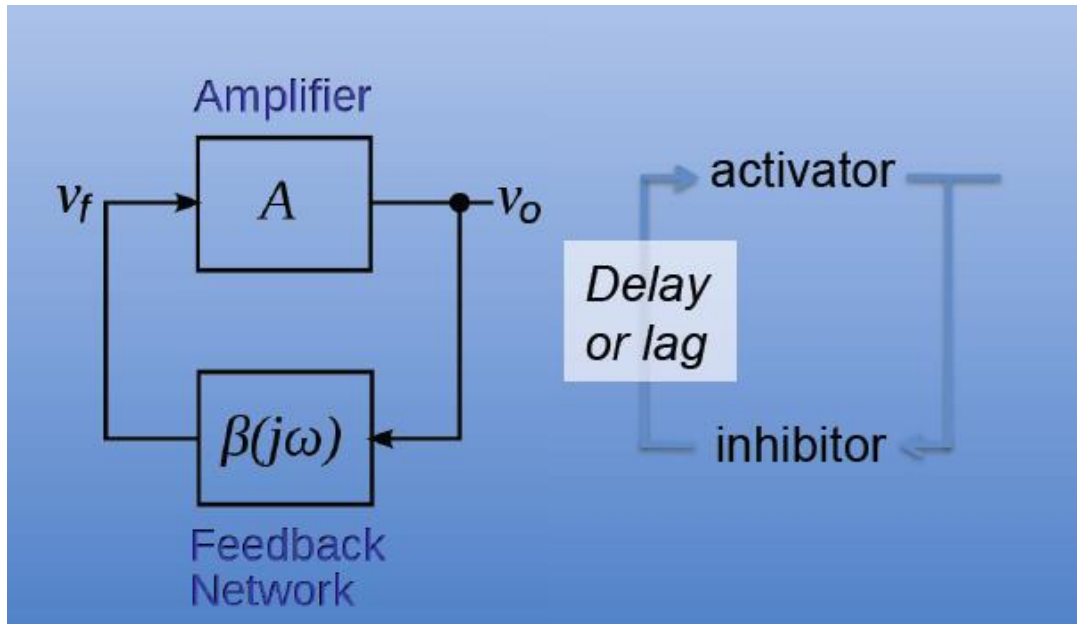 Amplifier
v_f A v_o
β(jω)
Feedback
Network
activator
Delay
or lag
inhibitor